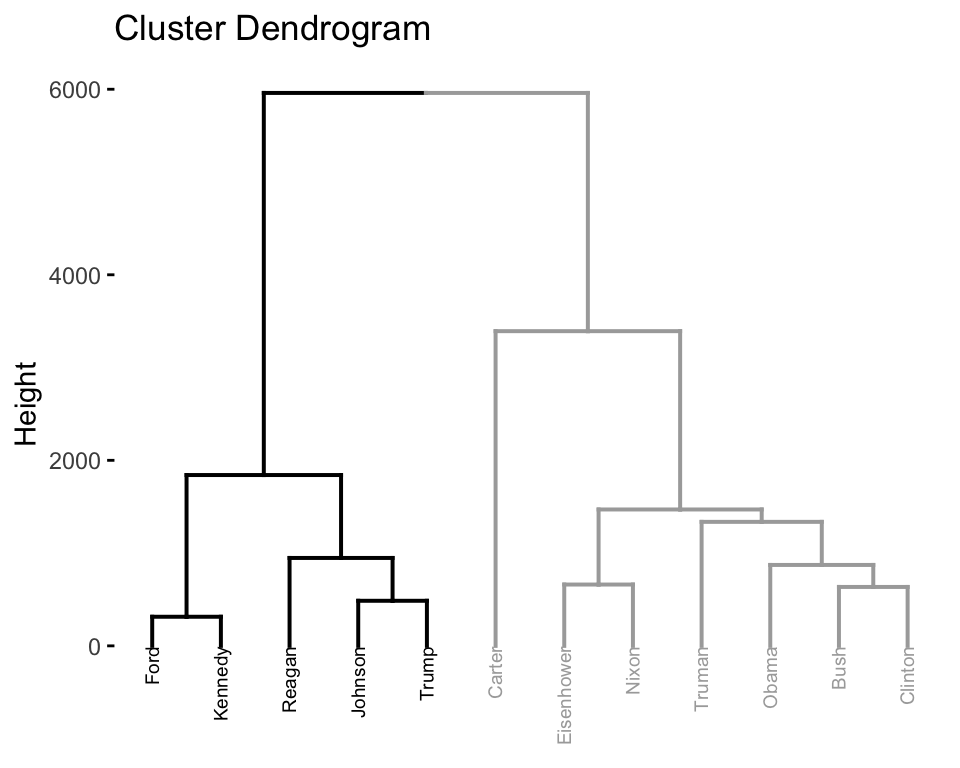 Cluster Dendrogram
6000
4000
2000
0
Height
Ford
Kennedy
Reagan
Johnson
Trump
Carter
Eisenhower
Nixon
Truman
Obama
Bush
Clinton